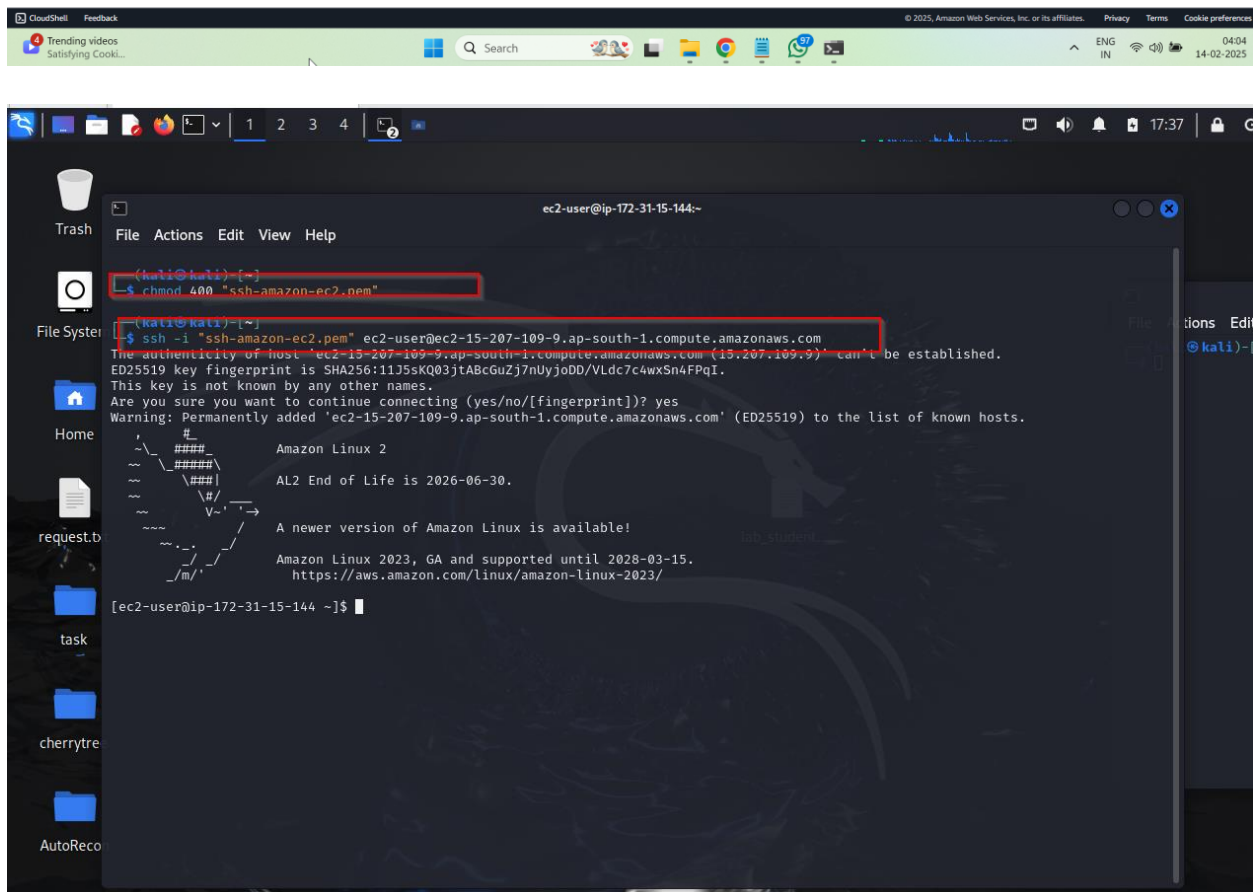 CloudShell Feedback © 2025, Amazon Web Services, Inc. or its affiliates. Privacy Terms Cookie preferences
4
Trending videos
Satisfying Cooki...
Search
97
ENG
IN
04:04
14-02-2025
1 2 3 4 2 17:37
ec2-user@ip-172-31-15-144:~
Trash
File Actions Edit View Help
(kali㉿kali)-[~]
$ chmod 400 "ssh-amazon-ec2.pem"
(kali㉿kali)-[~]
File System
$ ssh -i "ssh-amazon-ec2.pem" ec2-user@ec2-15-207-109-9.ap-south-1.compute.amazonaws.com
The authenticity of host 'ec2-15-207-109-9.ap-south-1.compute.amazonaws.com (15.207.109.9)' can't be established.
ED25519 key fingerprint is SHA256:11J5sKQ03jtABcGuZj7nUyjoDD/VLdc7c4wxSn4FPqI.
This key is not known by any other names.
Are you sure you want to continue connecting (yes/no/[fingerprint])? yes
Warning: Permanently added 'ec2-15-207-109-9.ap-south-1.compute.amazonaws.com' (ED25519) to the list of known hosts.
Amazon Linux 2
AL2 End of Life is 2026-06-30.
A newer version of Amazon Linux is available!
Amazon Linux 2023, GA and supported until 2028-03-15.
https://aws.amazon.com/linux/amazon-linux-2023/
[ec2-user@ip-172-31-15-144 ~]$
Home
request.tx
task
cherrytre
AutoReco
File Actions Edi
㉿kali)-[
lab_student